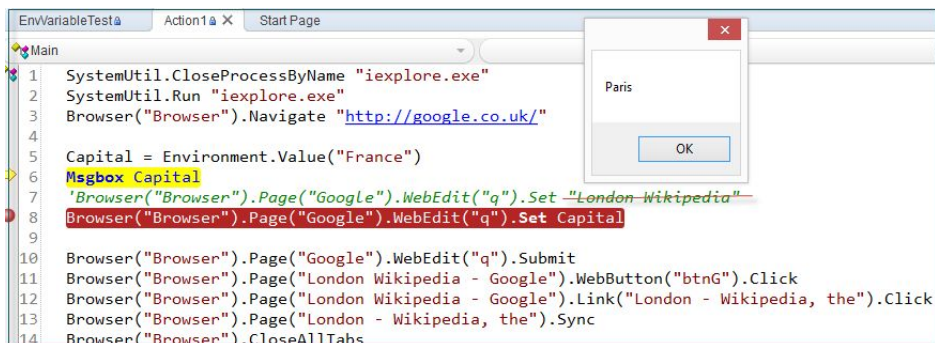 EnvVariableTest Action1 X Start Page
Main
1 SystemUtil.CloseProcessByName "iexplore.exe"
2 SystemUtil.Run "iexplore.exe"
3 Browser("Browser").Navigate "http://google.co.uk/"
4
5 Capital = Environment.Value("France")
6 Msgbox Capital
7 'Browser("Browser").Page("Google").WebEdit("q").Set "London Wikipedia"
8 Browser("Browser").Page("Google").WebEdit("q").Set Capital
9
10 Browser("Browser").Page("Google").WebEdit("q").Submit
11 Browser("Browser").Page("London Wikipedia - Google").WebButton("btnG").Click
12 Browser("Browser").Page("London Wikipedia - Google").Link("London - Wikipedia, the").Click
13 Browser("Browser").Page("London - Wikipedia, the").Sync
14 Browser("Browser").CloseAllTabs
Paris
OK